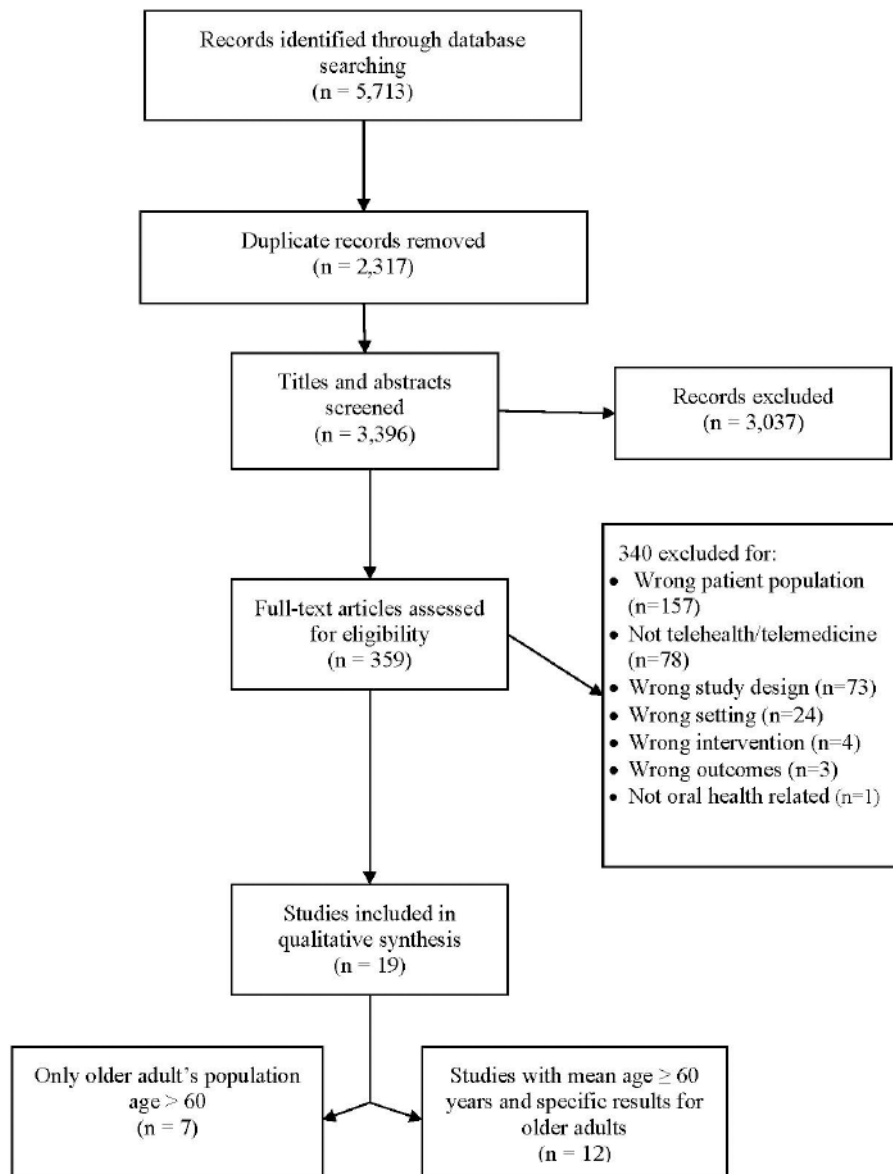 Records identified through database
searching
(n = 5,713)
Duplicate records removed
(n = 2,317)
Titles and abstracts
screened
(n = 3,396)
Records excluded
(n = 3,037)
Full-text articles assessed
for eligibility
(n = 359)
340 excluded for:
• Wrong patient population
(n=157)
• Not telehealth/telemedicine
(n=78)
• Wrong study design (n=73)
• Wrong setting (n=24)
• Wrong intervention (n=4)
• Wrong outcomes (n=3)
• Not oral health related (n=1)
Studies included in
qualitative synthesis
(n = 19)
Only older adult's population
age > 60
(n = 7)
Studies with mean age ≥ 60
years and specific results for
older adults
(n = 12)